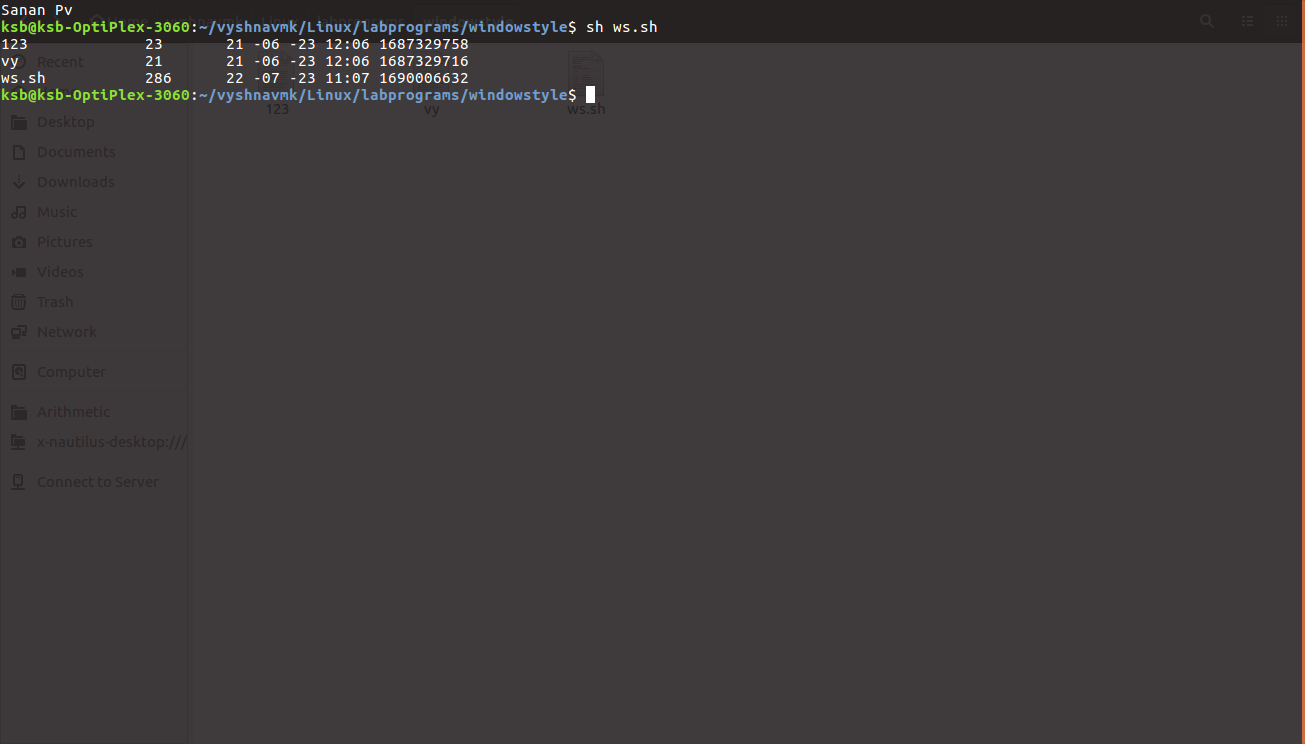 Sanan Pv
ksb@ksb-OptiPlex-3060:~/vyshnavmk/Linux/labprograms/windowstyle$ sh ws.sh
123 23 21 -06 -23 12:06 1687329758
vy 21 21 -06 -23 12:06 1687329716
ws.sh 286 22 -07 -23 11:07 1690006632
ksb@ksb-OptiPlex-3060:~/vyshnavmk/Linux/labprograms/windowstyle$
Recent
123 vy ws.sh
Desktop
Documents
Downloads
Music
Pictures
Videos
Trash
Network
Computer
Arithmetic
x-nautilus-desktop:///
Connect to Server